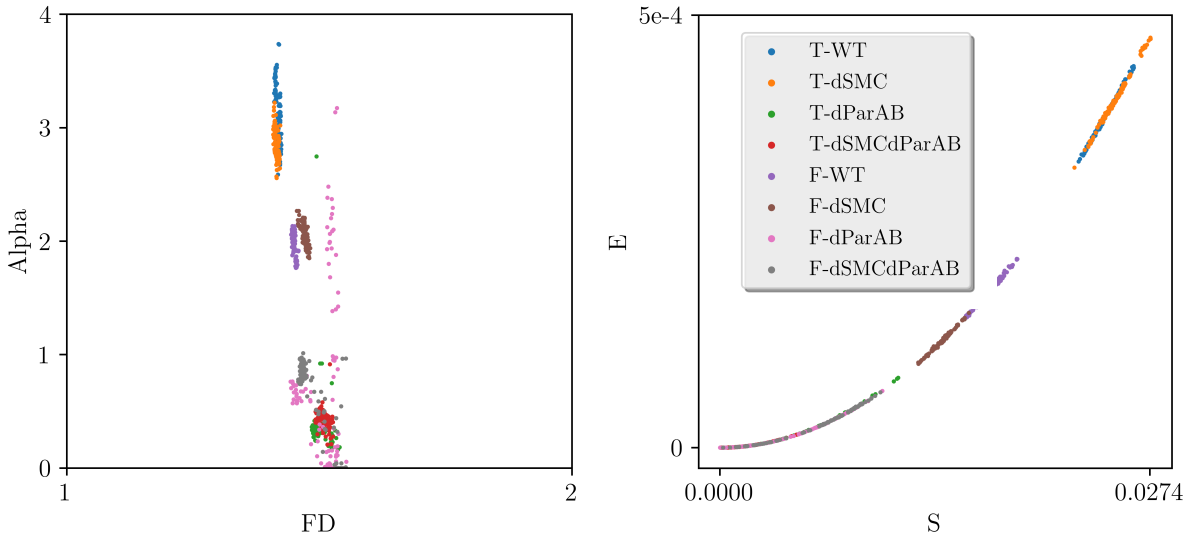 4
3
2
1
0
Alpha
1
2
FD
5e-4
0
E
T-WT
T-dSMC
T-dParAB
T-dSMCdParAB
F-WT
F-dSMC
F-dParAB
F-dSMCdParAB
0.0000
0.0274
S